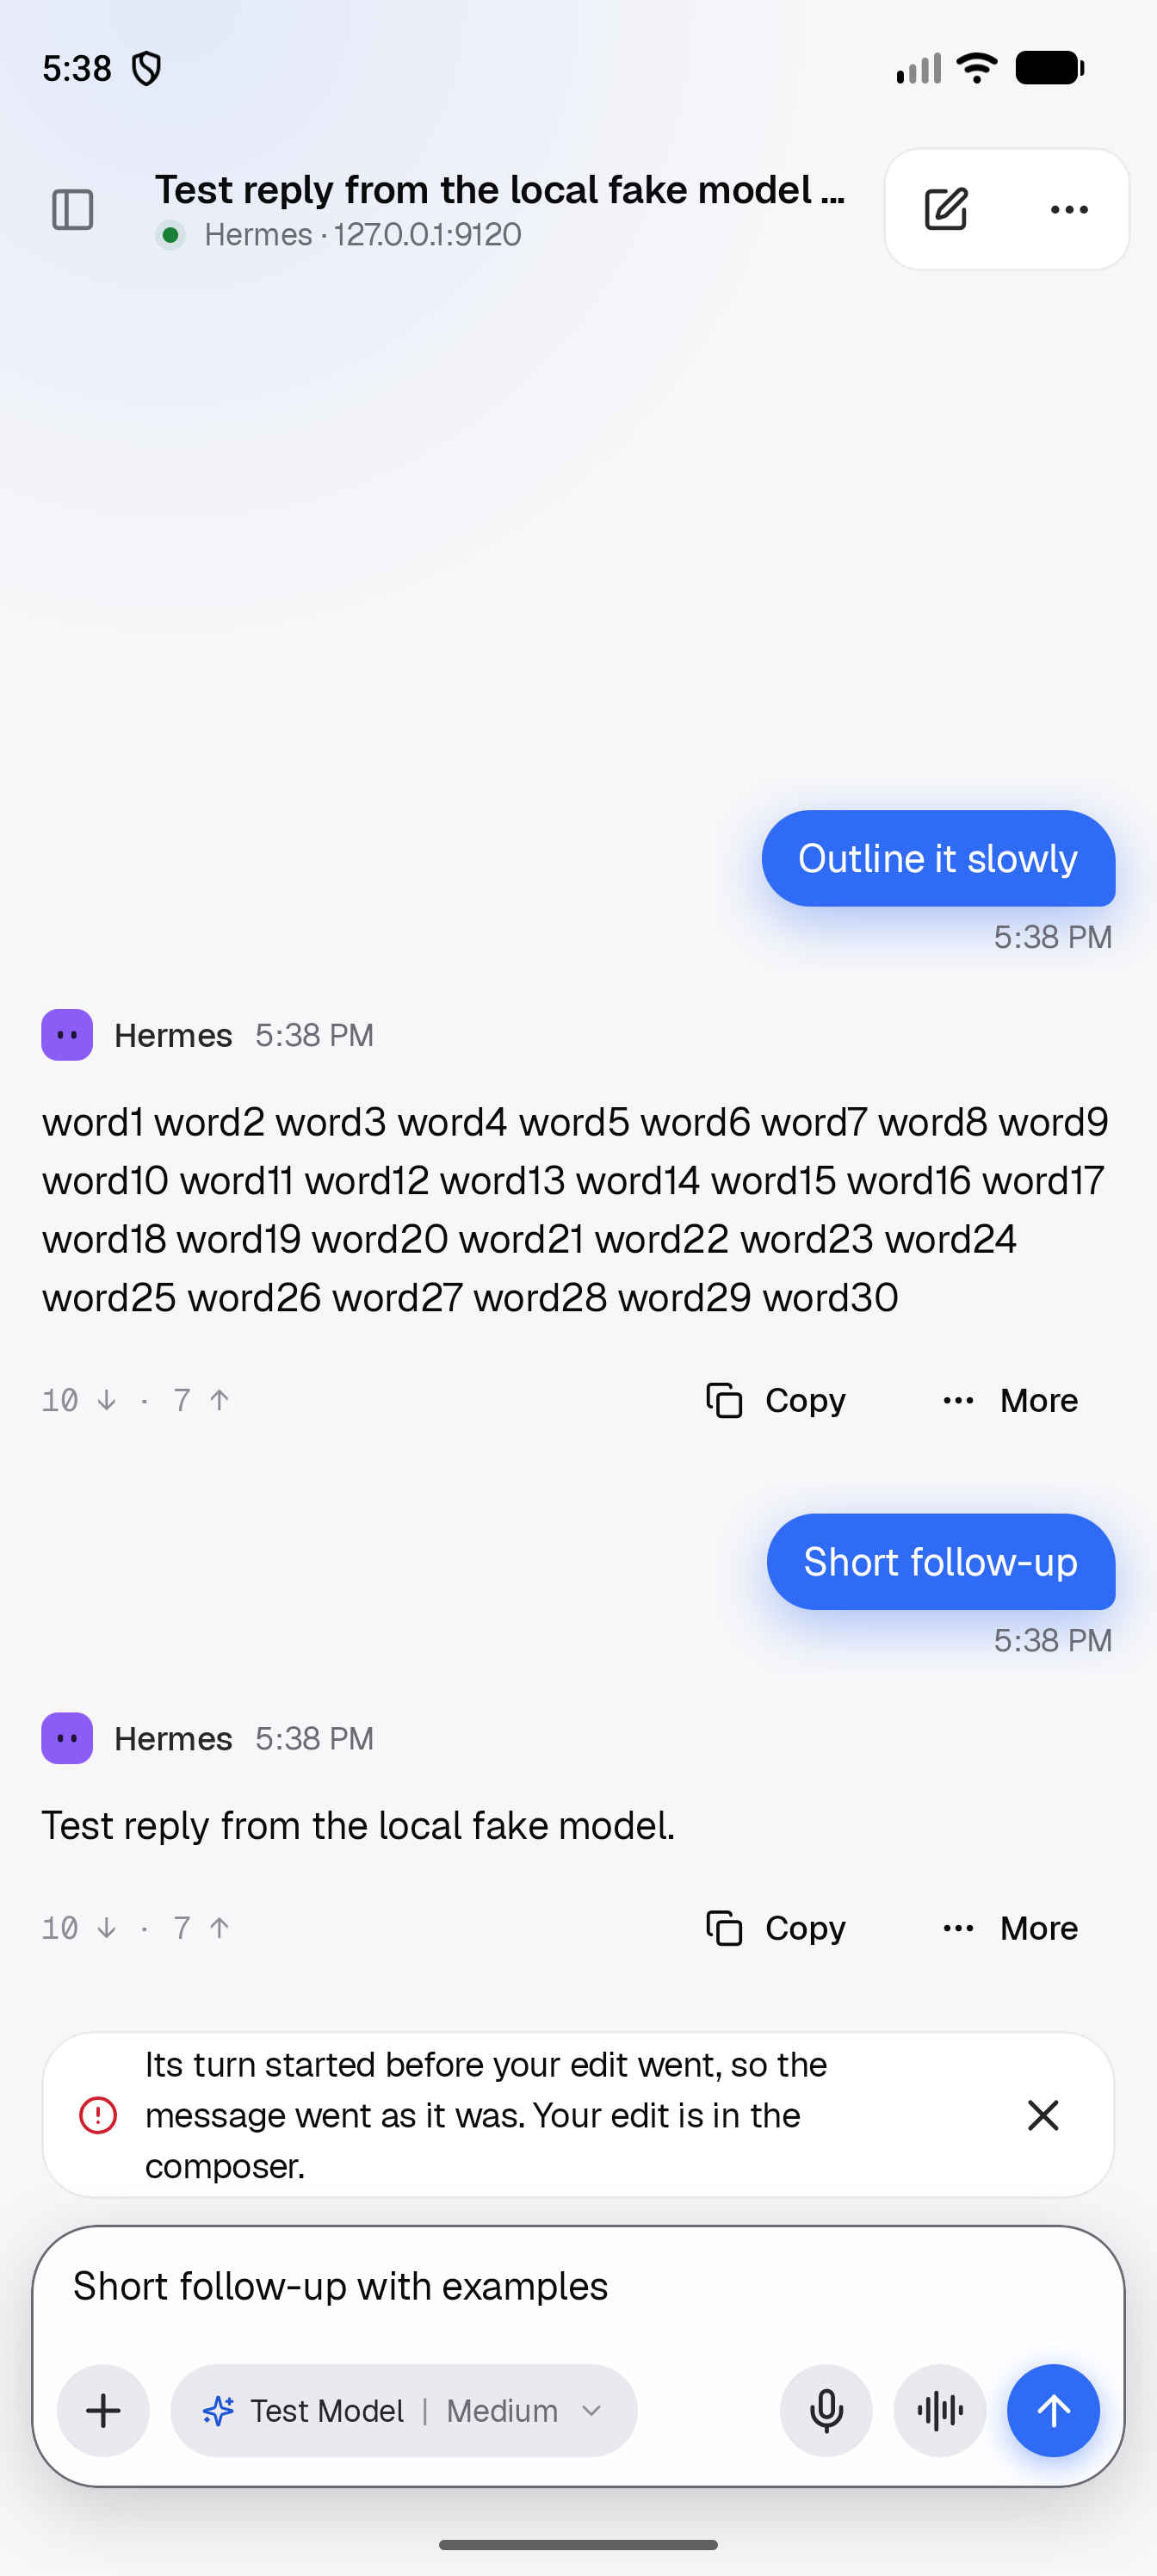 5:38
Test reply from the local fake model ...
Hermes · 127.0.0.1:9120
Outline it slowly
5:38 PM
Hermes 5:38 PM
word1 word2 word3 word4 word5 word6 word7 word8 word9
word10 word11 word12 word13 word14 word15 word16 word17
word18 word19 word20 word21 word22 word23 word24
word25 word26 word27 word28 word29 word30
10 ↓ · 7 ↑ Copy More
Short follow-up
5:38 PM
Hermes 5:38 PM
Test reply from the local fake model.
10 ↓ · 7 ↑ Copy More
Its turn started before your edit went, so the
message went as it was. Your edit is in the
composer.
Short follow-up with examples
Test Model | Medium